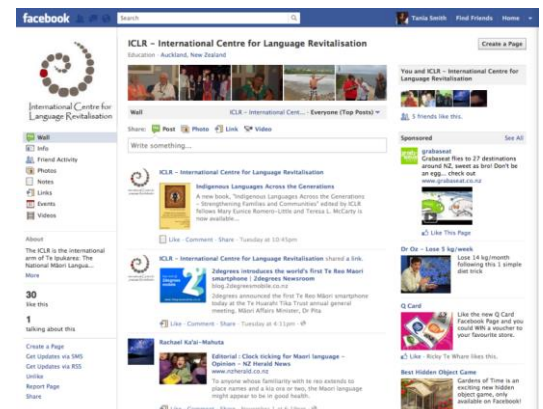 facebook
Search
Tania Smith Find Friends Home
ICLR - International Centre for Language Revitalisation
Education · Auckland, New Zealand
Create a Page
International Centre for
Language Revitalisation
Wall
Info
Friend Activity
Photos
Notes
Links
Events
Videos
About
The ICLR is the international
arm of Te Ipukarea: The
National Māori Langua...
More
30
like this
1
talking about this
Create a Page
Get Updates via SMS
Get Updates via RSS
Unlike
Report Page
Share
Wall ICLR - International Cent... · Everyone (Top Posts)
Share: Post Photo Link Video
Write something...
ICLR - International Centre for Language Revitalisation
Indigenous Languages Across the Generations
A new book, "Indigenous Languages Across the Generations
- Strengthening Families and Communities" edited by ICLR
fellows Mary Eunice Romero-Little and Teresa L. McCarty is
now available...
Like · Comment · Share · Tuesday at 10:45pm
ICLR - International Centre for Language Revitalisation shared a link.
2degrees introduces the world's first Te Reo Maori
smartphone | 2degrees Newsroom
blog.2degreesmobile.co.nz
2degrees announced the first Te Reo Maori smartphone
today at the Te Huarahi Tika Trust annual general
meeting. Māori Affairs Minister, Dr Pita
Like · Comment · Share · Tuesday at 4:11pm
Rachael Ka'ai-Mahuta
Editorial : Clock ticking for Maori language -
Opinion - NZ Herald News
www.nzherald.co.nz
To anyone whose familiarity with te reo extends to
place names and a kia ora or two, the Maori language
might appear to be in good health.
Like · Comment · Share
You and ICLR - International Centre for
Language Revitalisation
5 friends like this.
Sponsored See All
grabaseat
Grabaseat flies to 27 destinations
around NZ, sweet as bro! Don't be
an egg... check out
www.grabaseat.co.nz
Like This Page
Dr Oz - Lose 5 kg/week
Lose 14 kg/month
following this 1 simple
diet trick
Q Card
Like the new Q Card
Facebook Page and you
could WIN a voucher to
your favourite store.
Like · Ricky Te Whare likes this.
Best Hidden Object Game
Gardens of Time is an
exciting new hidden
object game, only
available on Facebook!